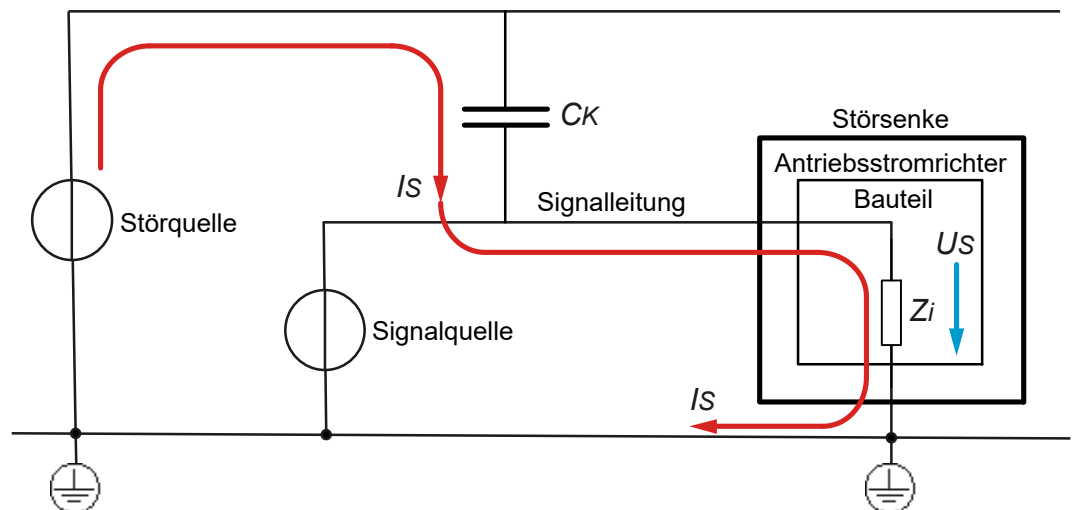 CK
Störsenke
Antriebsstromrichter
Bauteil
IS
Signalleitung
Störquelle
US
Zi
Signalquelle
IS